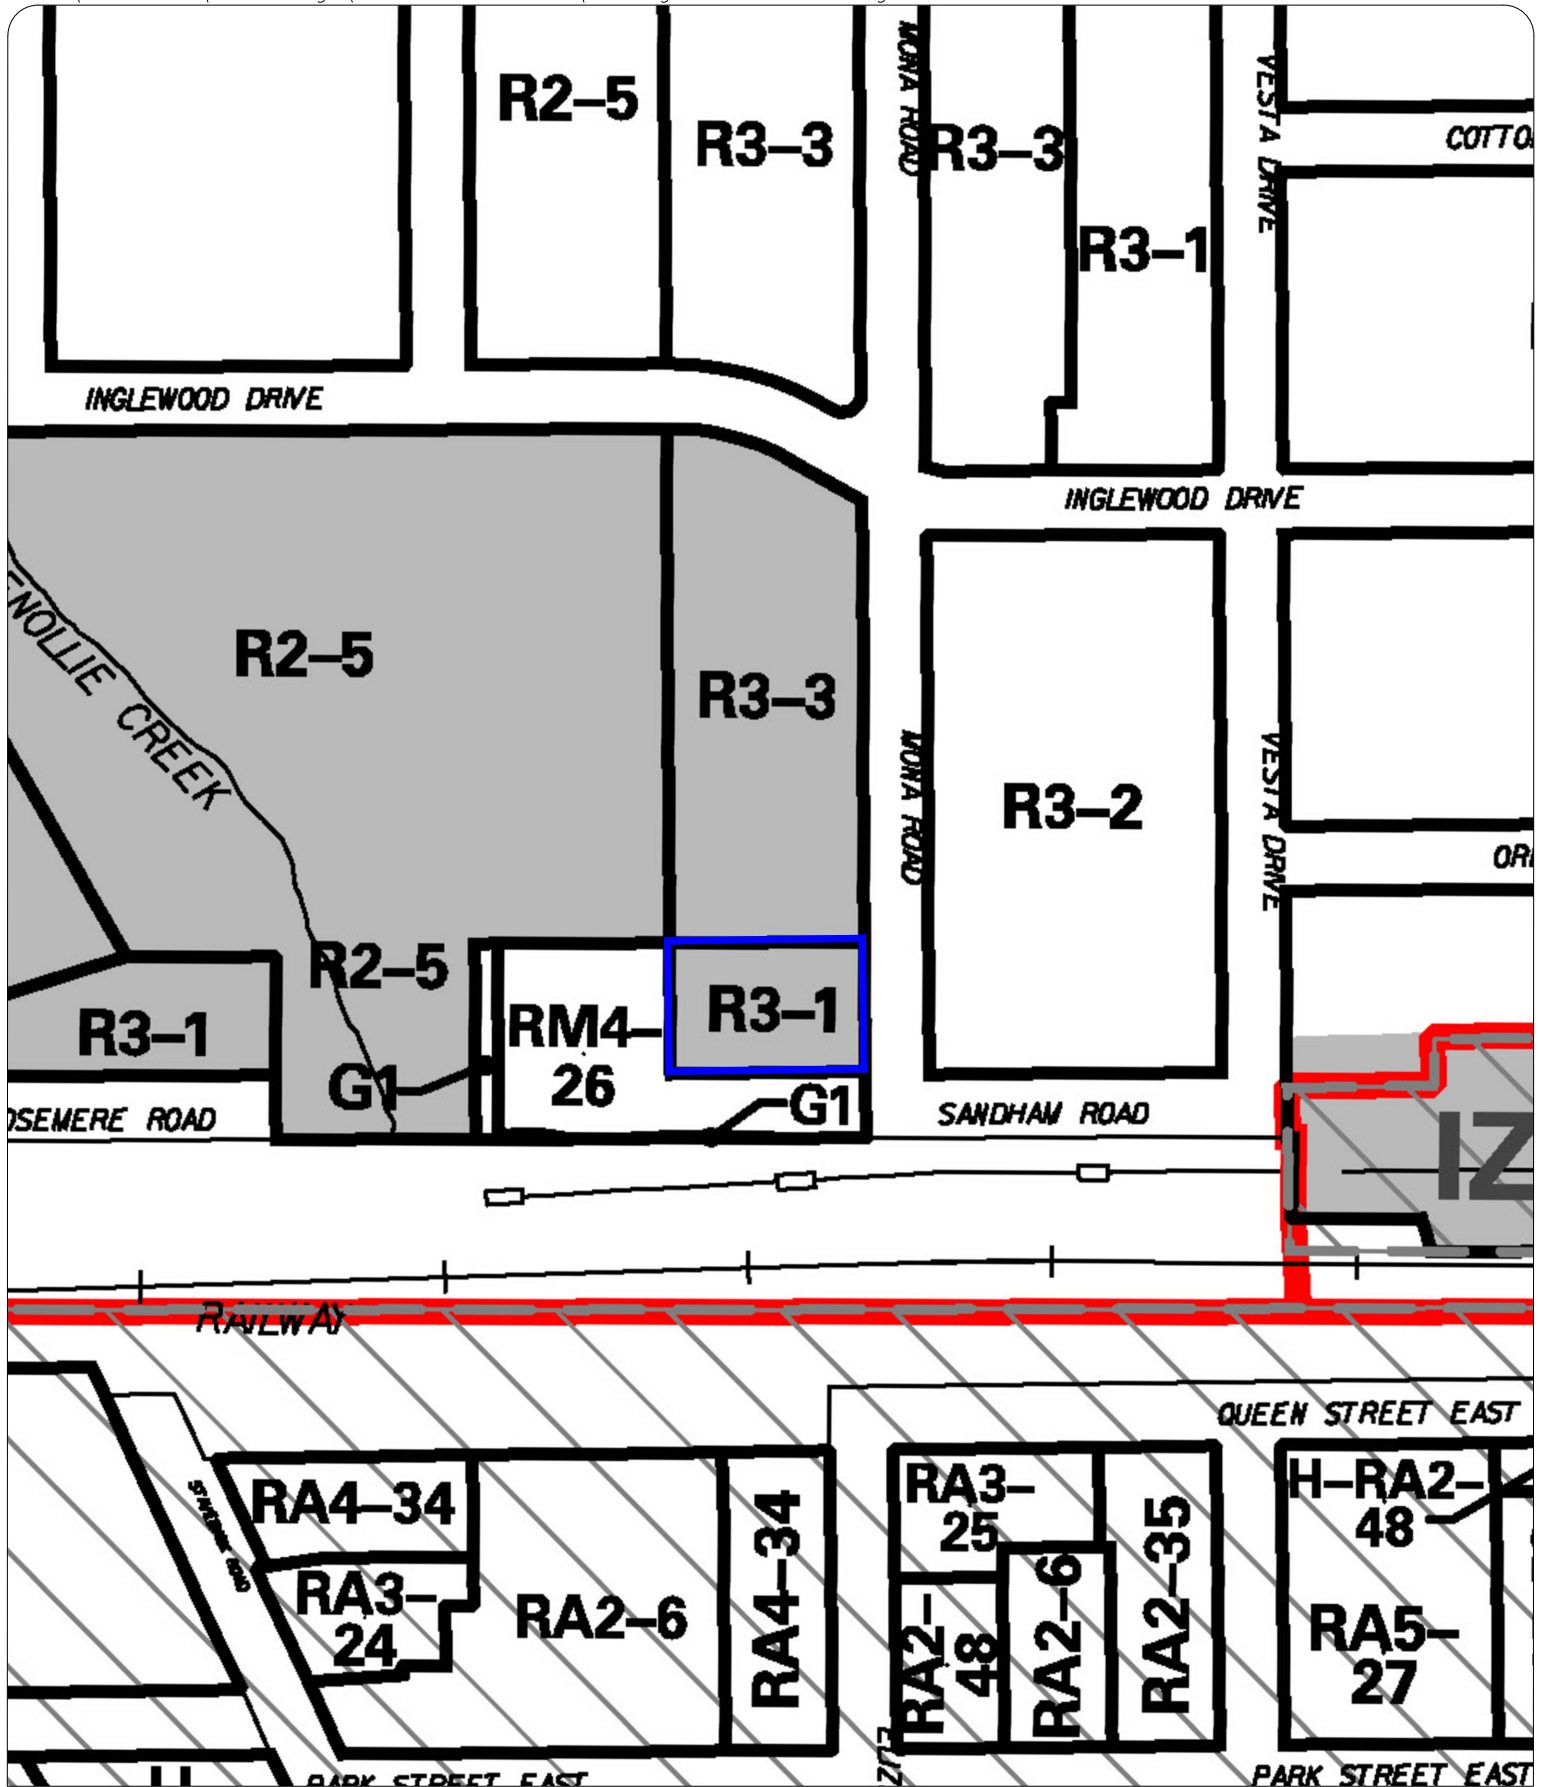 R2–5
R3–3
MONA ROAD
R3–3
R3–1
VESTA DRIVE
INGLEWOOD DRIVE
INGLEWOOD DRIVE
CREEK
R2–5
R3–3
MONA ROAD
R3–2
VESTA DRIVE
R2–5
R3–1
G1
RM4–
26
R3–1
G1
ROAD
SANDHAM ROAD
IZ
RAILWAY
QUEEN STREET EAST
ROAD
RA4–34
RA3–
24
RA2–6
RA4–34
RA3–
25
RA2–
48
RA2–6
RA2–35
H–RA2–
48
RA5–
27
PARK STREET EAST
PARK STREET EAST